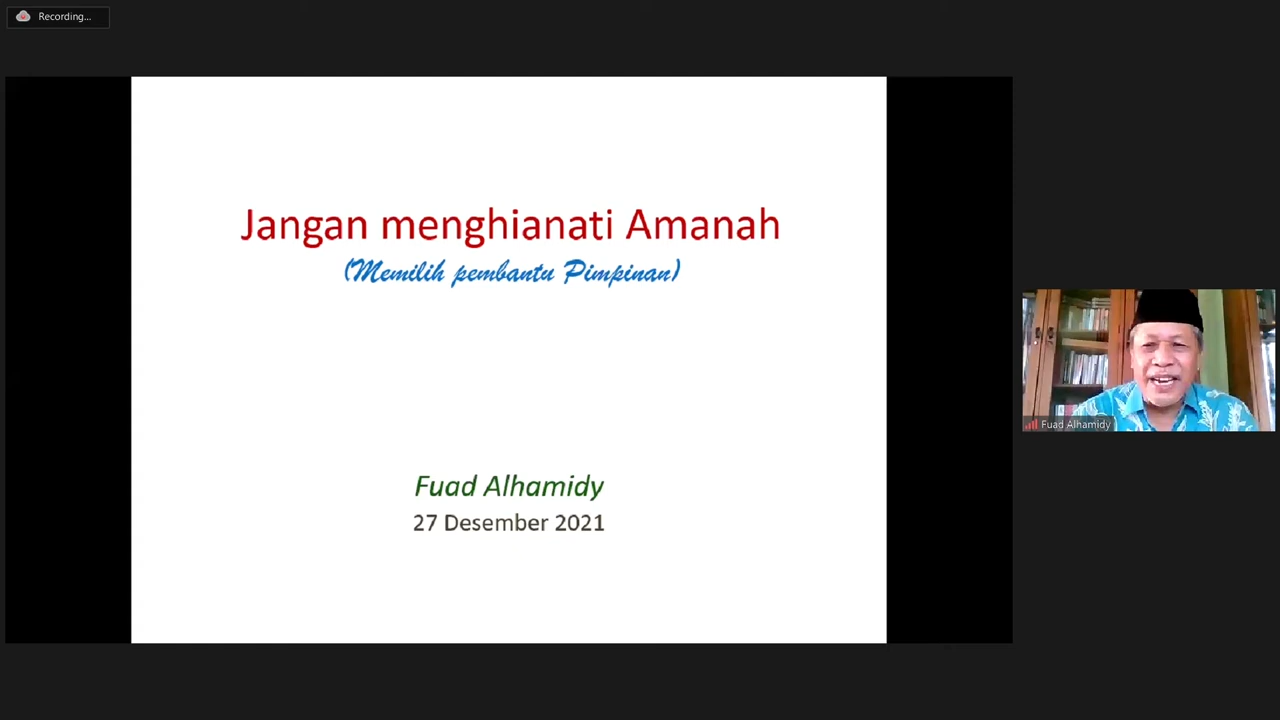 Recording...
Jangan menghianati Amanah
(Memilih pembantu Pimpinan)
Fuad Alhamidy
27 Desember 2021
Fuad Alhamidy